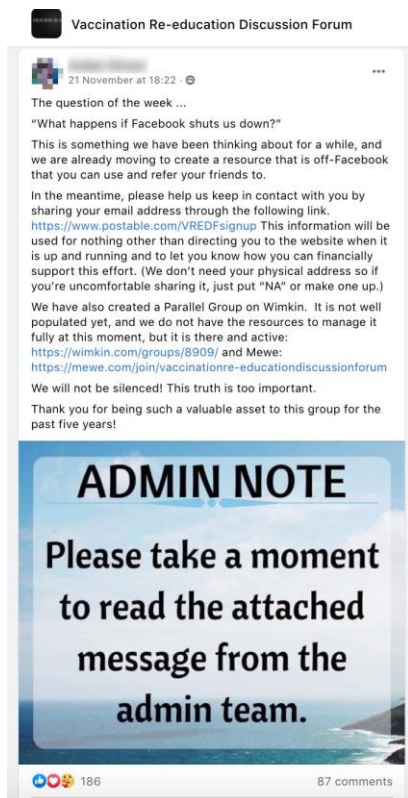 Vaccination Re-education Discussion Forum
21 November at 18:22 ·
The question of the week ...
“What happens if Facebook shuts us down?”
This is something we have been thinking about for a while, and
we are already moving to create a resource that is off-Facebook
that you can use and refer your friends to.
In the meantime, please help us keep in contact with you by
sharing your email address through the following link.
https://www.postable.com/VREDFsignup This information will be
used for nothing other than directing you to the website when it
is up and running and to let you know how you can financially
support this effort. (We don't need your physical address so if
you're uncomfortable sharing it, just put “NA” or make one up.)
We have also created a Parallel Group on Wimkin.  It is not well
populated yet, and we do not have the resources to manage it
fully at this moment, but it is there and active:
https://wimkin.com/groups/8909/ and Mewe:
https://mewe.com/join/vaccinationre-educationdiscussionforum
We will not be silenced! This truth is too important.
Thank you for being such a valuable asset to this group for the
past five years!
ADMIN NOTE
Please take a moment
to read the attached
message from the
admin team.
186
87 comments